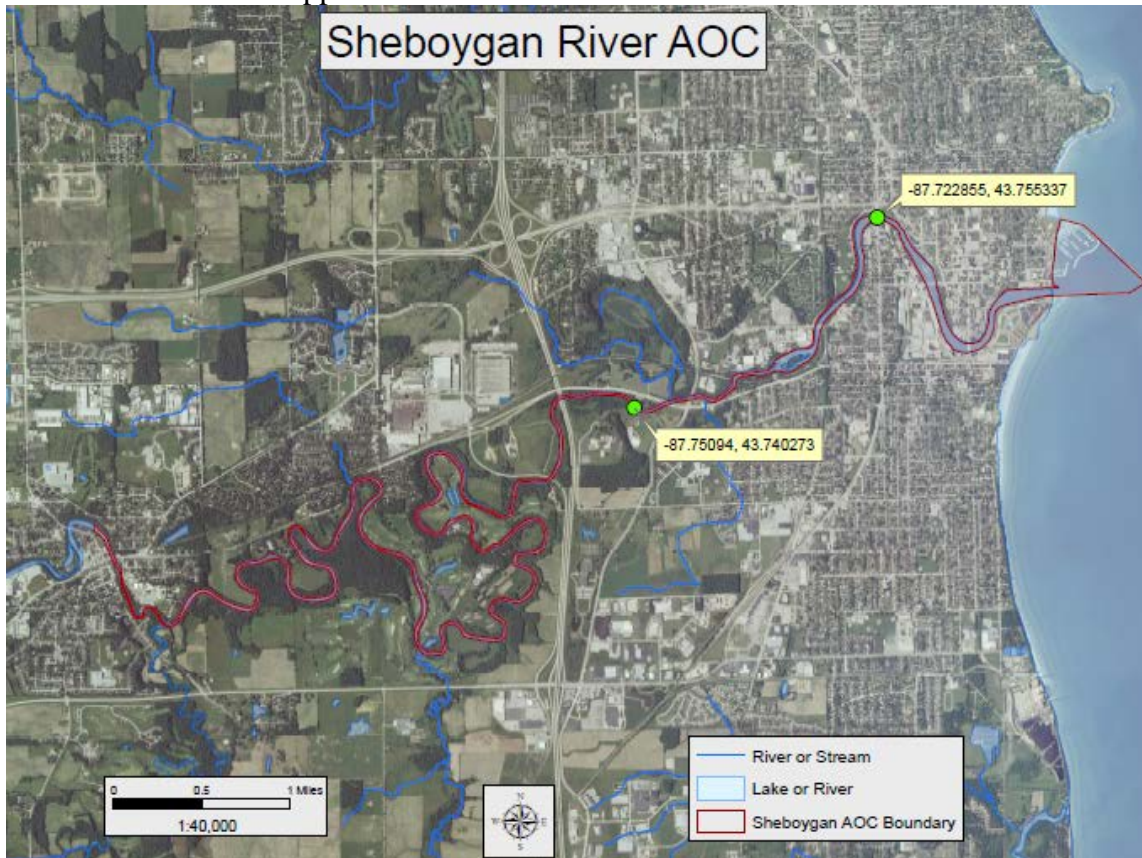 Sheboygan River AOC
-87.722855, 43.755337
-87.75094, 43.740273
0 0.5 1 Miles
1:40,000
N
W E
S
River or Stream
Lake or River
Sheboygan AOC Boundary